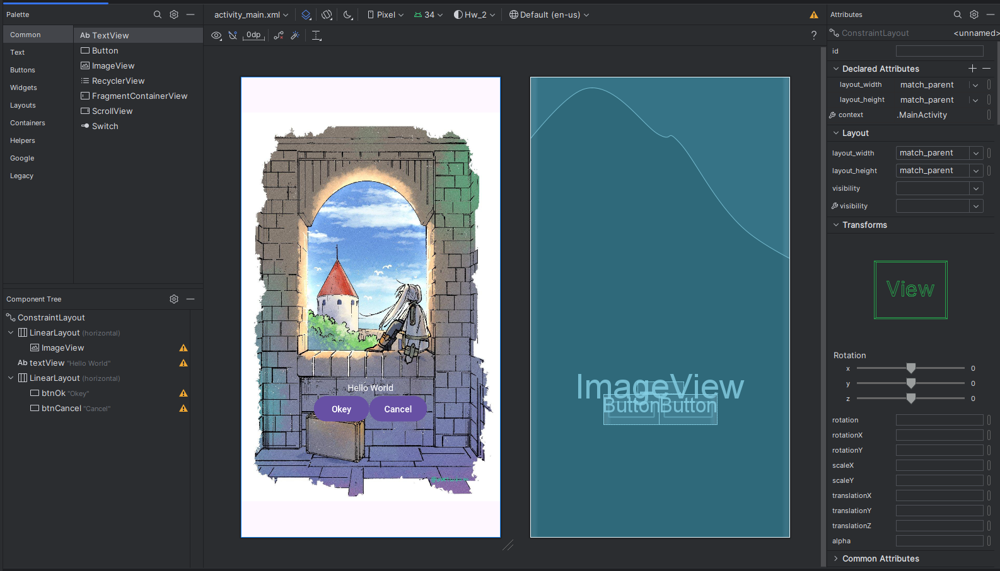 Palette
activity_main.xml
Pixel
34
Hw_2
Default (en-us)
Attributes
Common
Text
Buttons
Widgets
Layouts
Containers
Helpers
Google
Legacy
Ab TextView
Button
ImageView
RecyclerView
FragmentContainerView
ScrollView
Switch
0dp
?
ConstraintLayout <unnamed>
id
Declared Attributes
layout_width match_parent
layout_height match_parent
context .MainActivity
Layout
layout_width match_parent
layout_height match_parent
visibility
visibility
Transforms
View
Rotation
x 0
y 0
z 0
rotation
rotationX
rotationY
scaleX
scaleY
translationX
translationY
translationZ
alpha
Common Attributes
Component Tree
ConstraintLayout
LinearLayout (horizontal)
ImageView
Ab textView "Hello World"
LinearLayout (horizontal)
btnOk "Okey"
btnCancel "Cancel"
Hello World
Okey Cancel
ImageView
Button Button